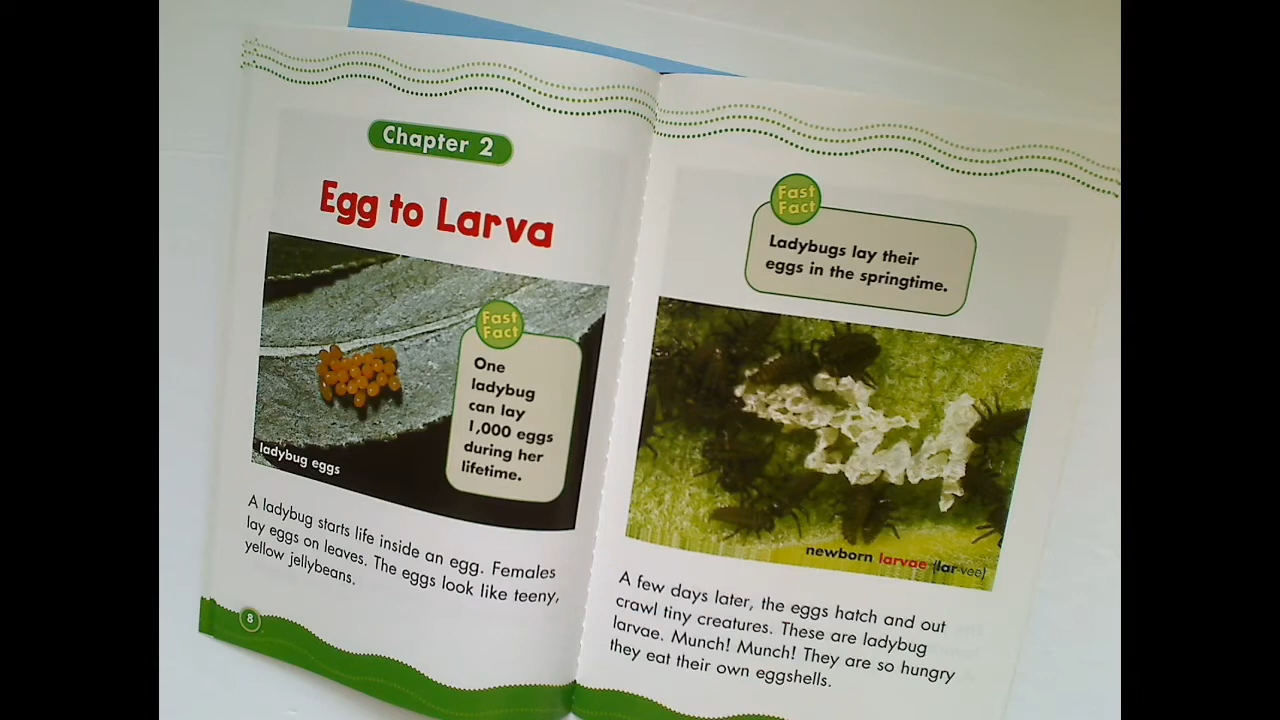 Chapter 2
Egg to Larva
Fast
Fact
One
ladybug
can lay
1,000 eggs
during her
lifetime.
ladybug eggs
A ladybug starts life inside an egg. Females
lay eggs on leaves. The eggs look like teeny,
yellow jellybeans.
8
Fast
Fact
Ladybugs lay their
eggs in the springtime.
newborn larvae (lar-vee)
A few days later, the eggs hatch and out
crawl tiny creatures. These are ladybug
larvae. Munch! Munch! They are so hungry
they eat their own eggshells.